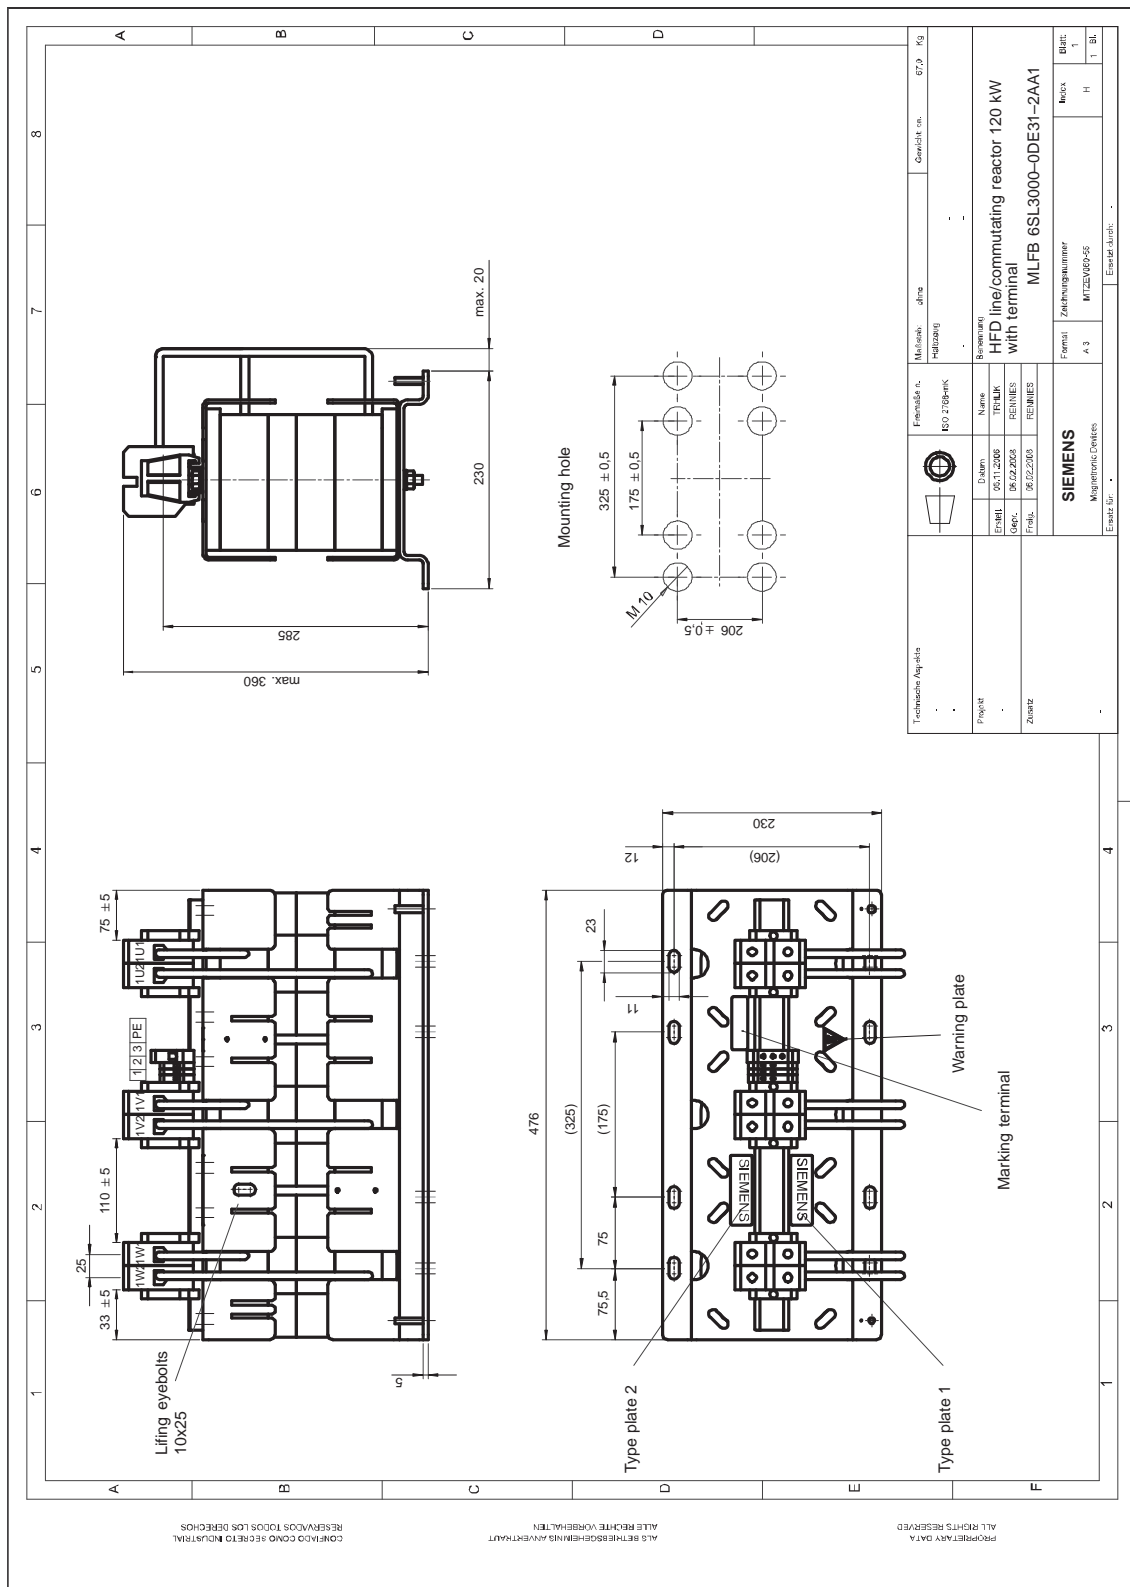 1
2
3
4
5
6
7
8
A
B
C
D
A
B
C
D
E
F
1
2
3
4
Lifing eyebolts
10x25
33 ±5
25
110 ±5
75 ±5
5
1W2
1W1
1V2
1V1
1U2
1U1
1 2 3 PE
max. 360
285
230
max. 20
Mounting hole
325 ±0,5
175 ±0,5
M 10
206 ±0,5
476
(325)
(175)
75,5
75
11
23
12
(206)
230
SIEMENS
SIEMENS
Type plate 2
Type plate 1
Marking terminal
Warning plate
Technische Aspekte
-
-
Projekt
-
Zusatz
-
Freimaße n.
ISO 2768-mK
Maßstab: ohne
Gewicht ca. 67,9 Kg
Halbzeug
-
-
-
Datum
Name
Erstellt
05.11.2006
TRHLIK
Gepr.
06.02.2008
RENNIES
Freig.
06.02.2008
RENNIES
Benennung
HFD line/commutating reactor 120 kW
with terminal
MLFB 6SL3000–0DE31–2AA1
SIEMENS
Magnetronic Devices
Format
A 3
Zeichnungsnummer
Index
H
Blatt:
1
1 Bl.
Ersatz für: -
Ersetzt durch: -
CONFIADO COMO SECRETO INDUSTRIAL
RESERVADOS TODOS LOS DERECHOS
ALS BETRIEBSGEHEIMNIS ANVERTRAUT
ALLE RECHTE VORBEHALTEN
PROPRIETARY DATA
ALL RIGHTS RESERVED